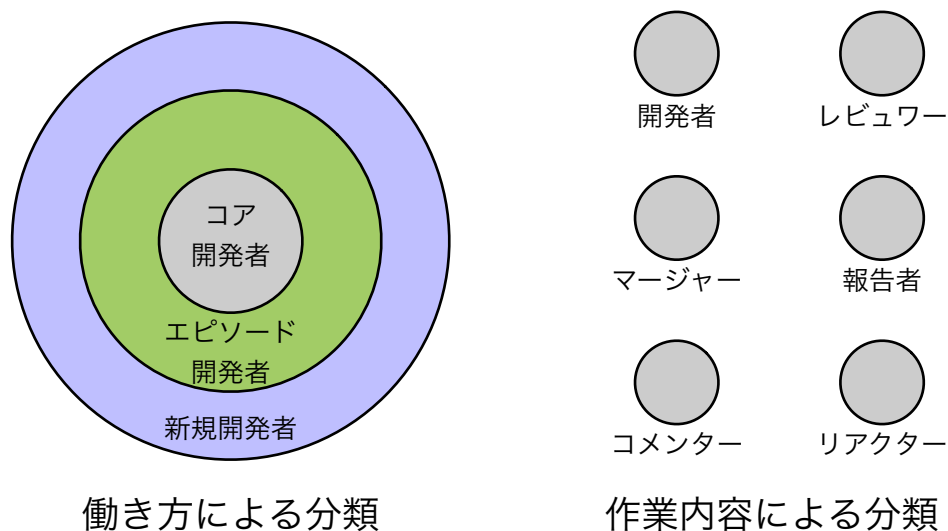 コア
開発者
エピソード
開発者
新規開発者
働き方による分類
開発者
レビュワー
マージャー
報告者
コメンター
リアクター
作業内容による分類